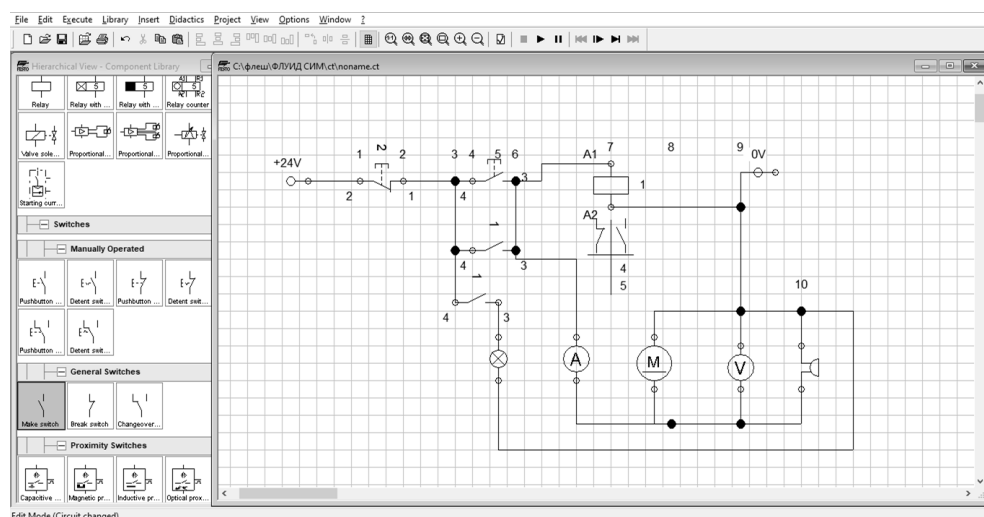 File Edit Execute Library Insert Didactics Project View Options Window ?
Hierarchical View - Component Library
C:\флеш\ФЛУИД СИМ\ct\noname.ct
Relay
Relay with ...
Relay with ...
Relay counter
Valve sole...
Proportional...
Proportional...
Proportional...
Starting curr...
Switches
Manually Operated
Pushbutton ...
Detent swit...
Pushbutton ...
Detent swit...
Pushbutton ...
Detent swit...
General Switches
Make switch
Break switch
Changeover...
Proximity Switches
Capacitive ...
Magnetic pr...
Inductive pr...
Optical prox...
1 2 2 3 4 5 6 A1 7 8 9 0V
+24V
2 1 4 3 1
A2
1
4 3 4
5
1
10
4 3
A M V
Edit Mode (Circuit changed)